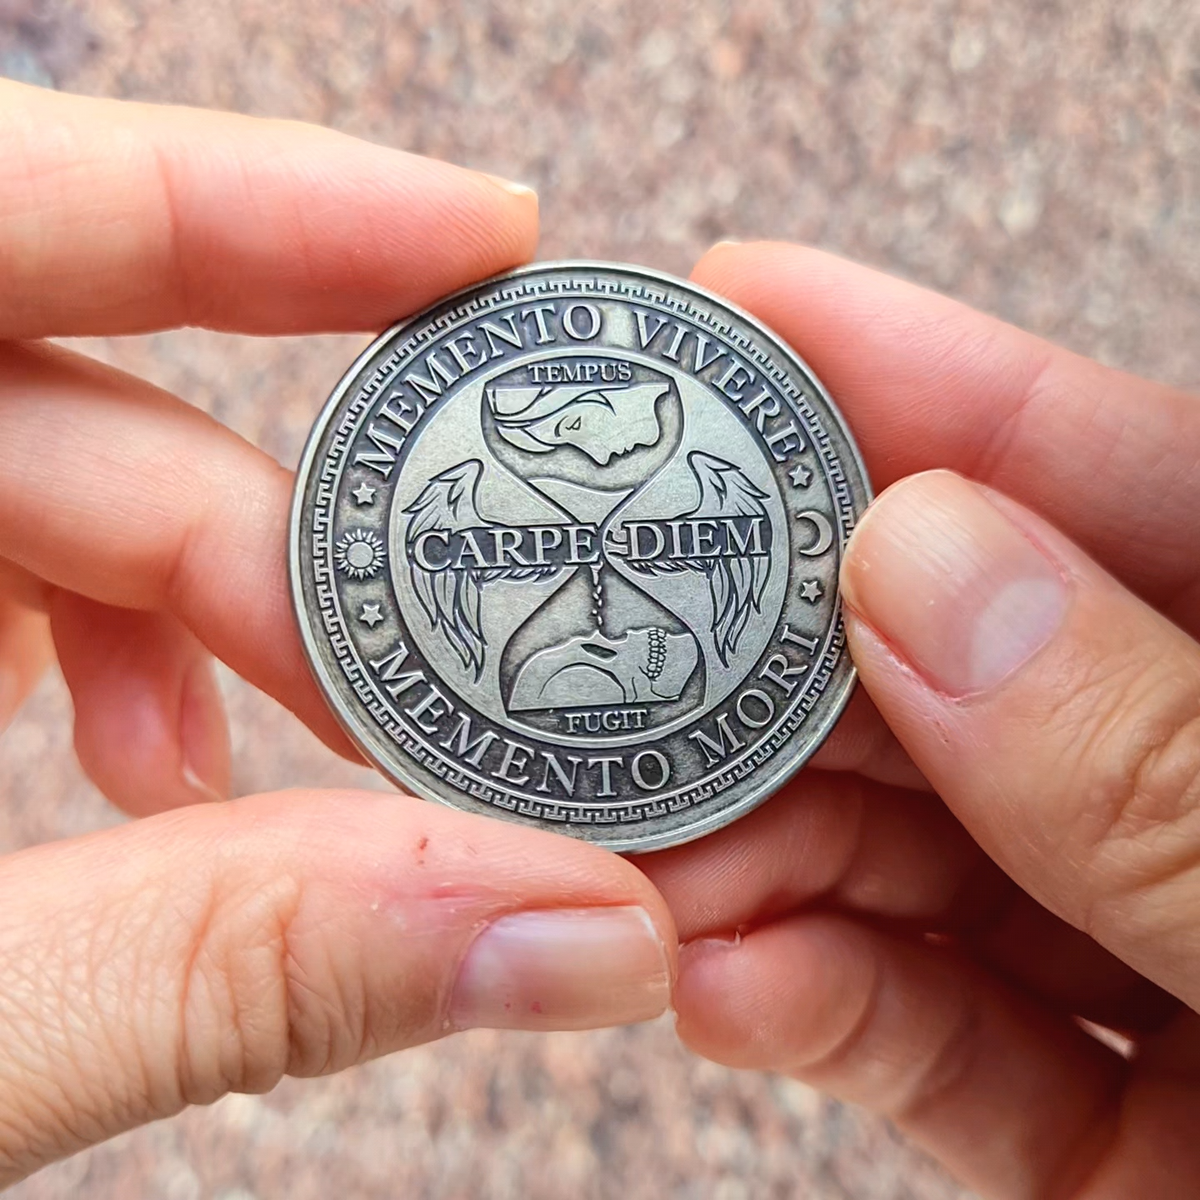 MEMENTO VIVERE
TEMPUS
CARPE DIEM
FUGIT
MEMENTO MORI